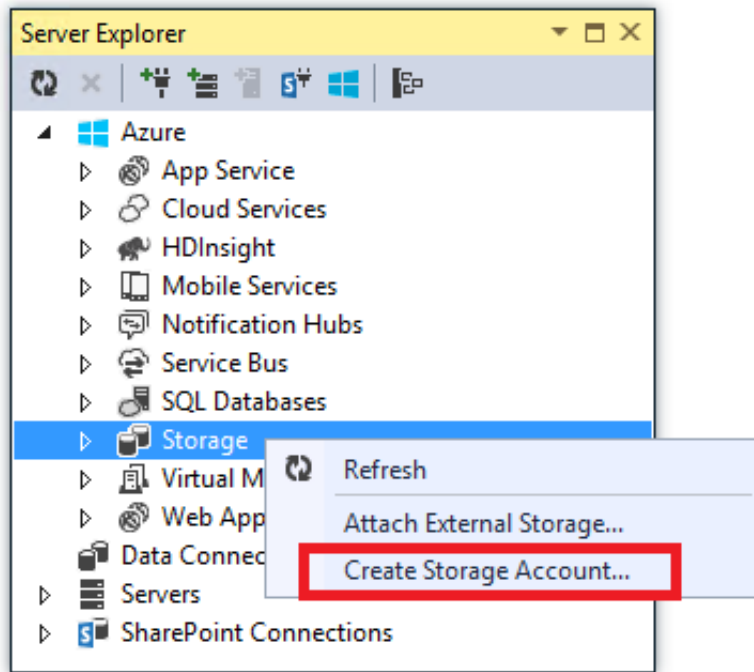 Server Explorer
Azure
App Service
Cloud Services
HDInsight
Mobile Services
Notification Hubs
Service Bus
SQL Databases
Storage
Virtual M
Web App
Data Connec
Servers
SharePoint Connections
Refresh
Attach External Storage...
Create Storage Account...